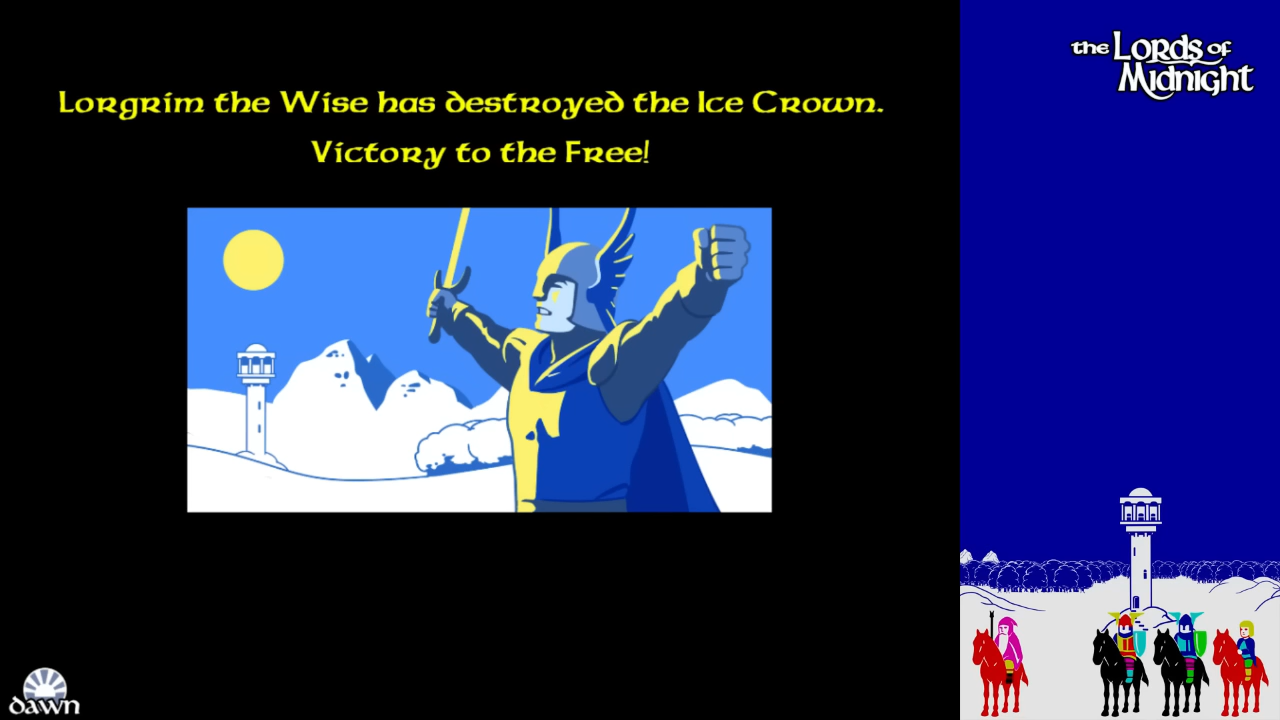 Lorgrim the Wise has destroyed the Ice Crown.
Victory to the Free!
the Lords of
Midnight
dawn